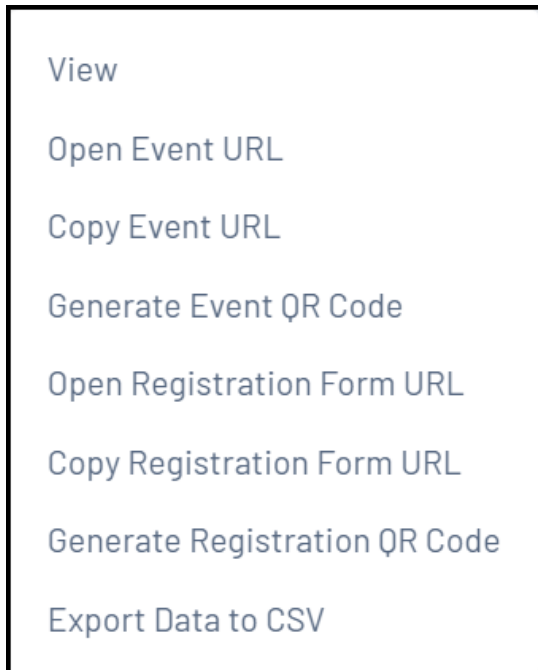 View
Open Event URL
Copy Event URL
Generate Event QR Code
Open Registration Form URL
Copy Registration Form URL
Generate Registration QR Code
Export Data to CSV